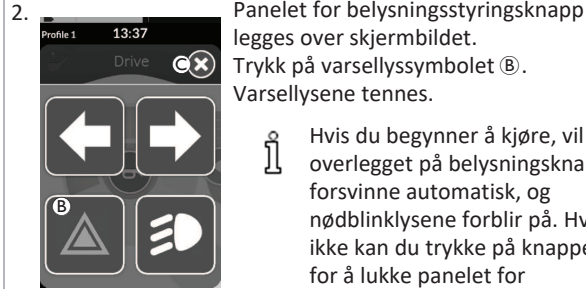 2.
Profile 1 13:37
Drive C
B
Panelet for belysningsstyringsknapp
legges over skjermbildet.
Trykk på varsellyssymbolet Ⓑ.
Varsellysene tennes.
Hvis du begynner å kjøre, vil
overlegget på belysningskna
forsvinne automatisk, og
nødblinklysene forblir på. Hv
ikke kan du trykke på knappe
for å lukke panelet for